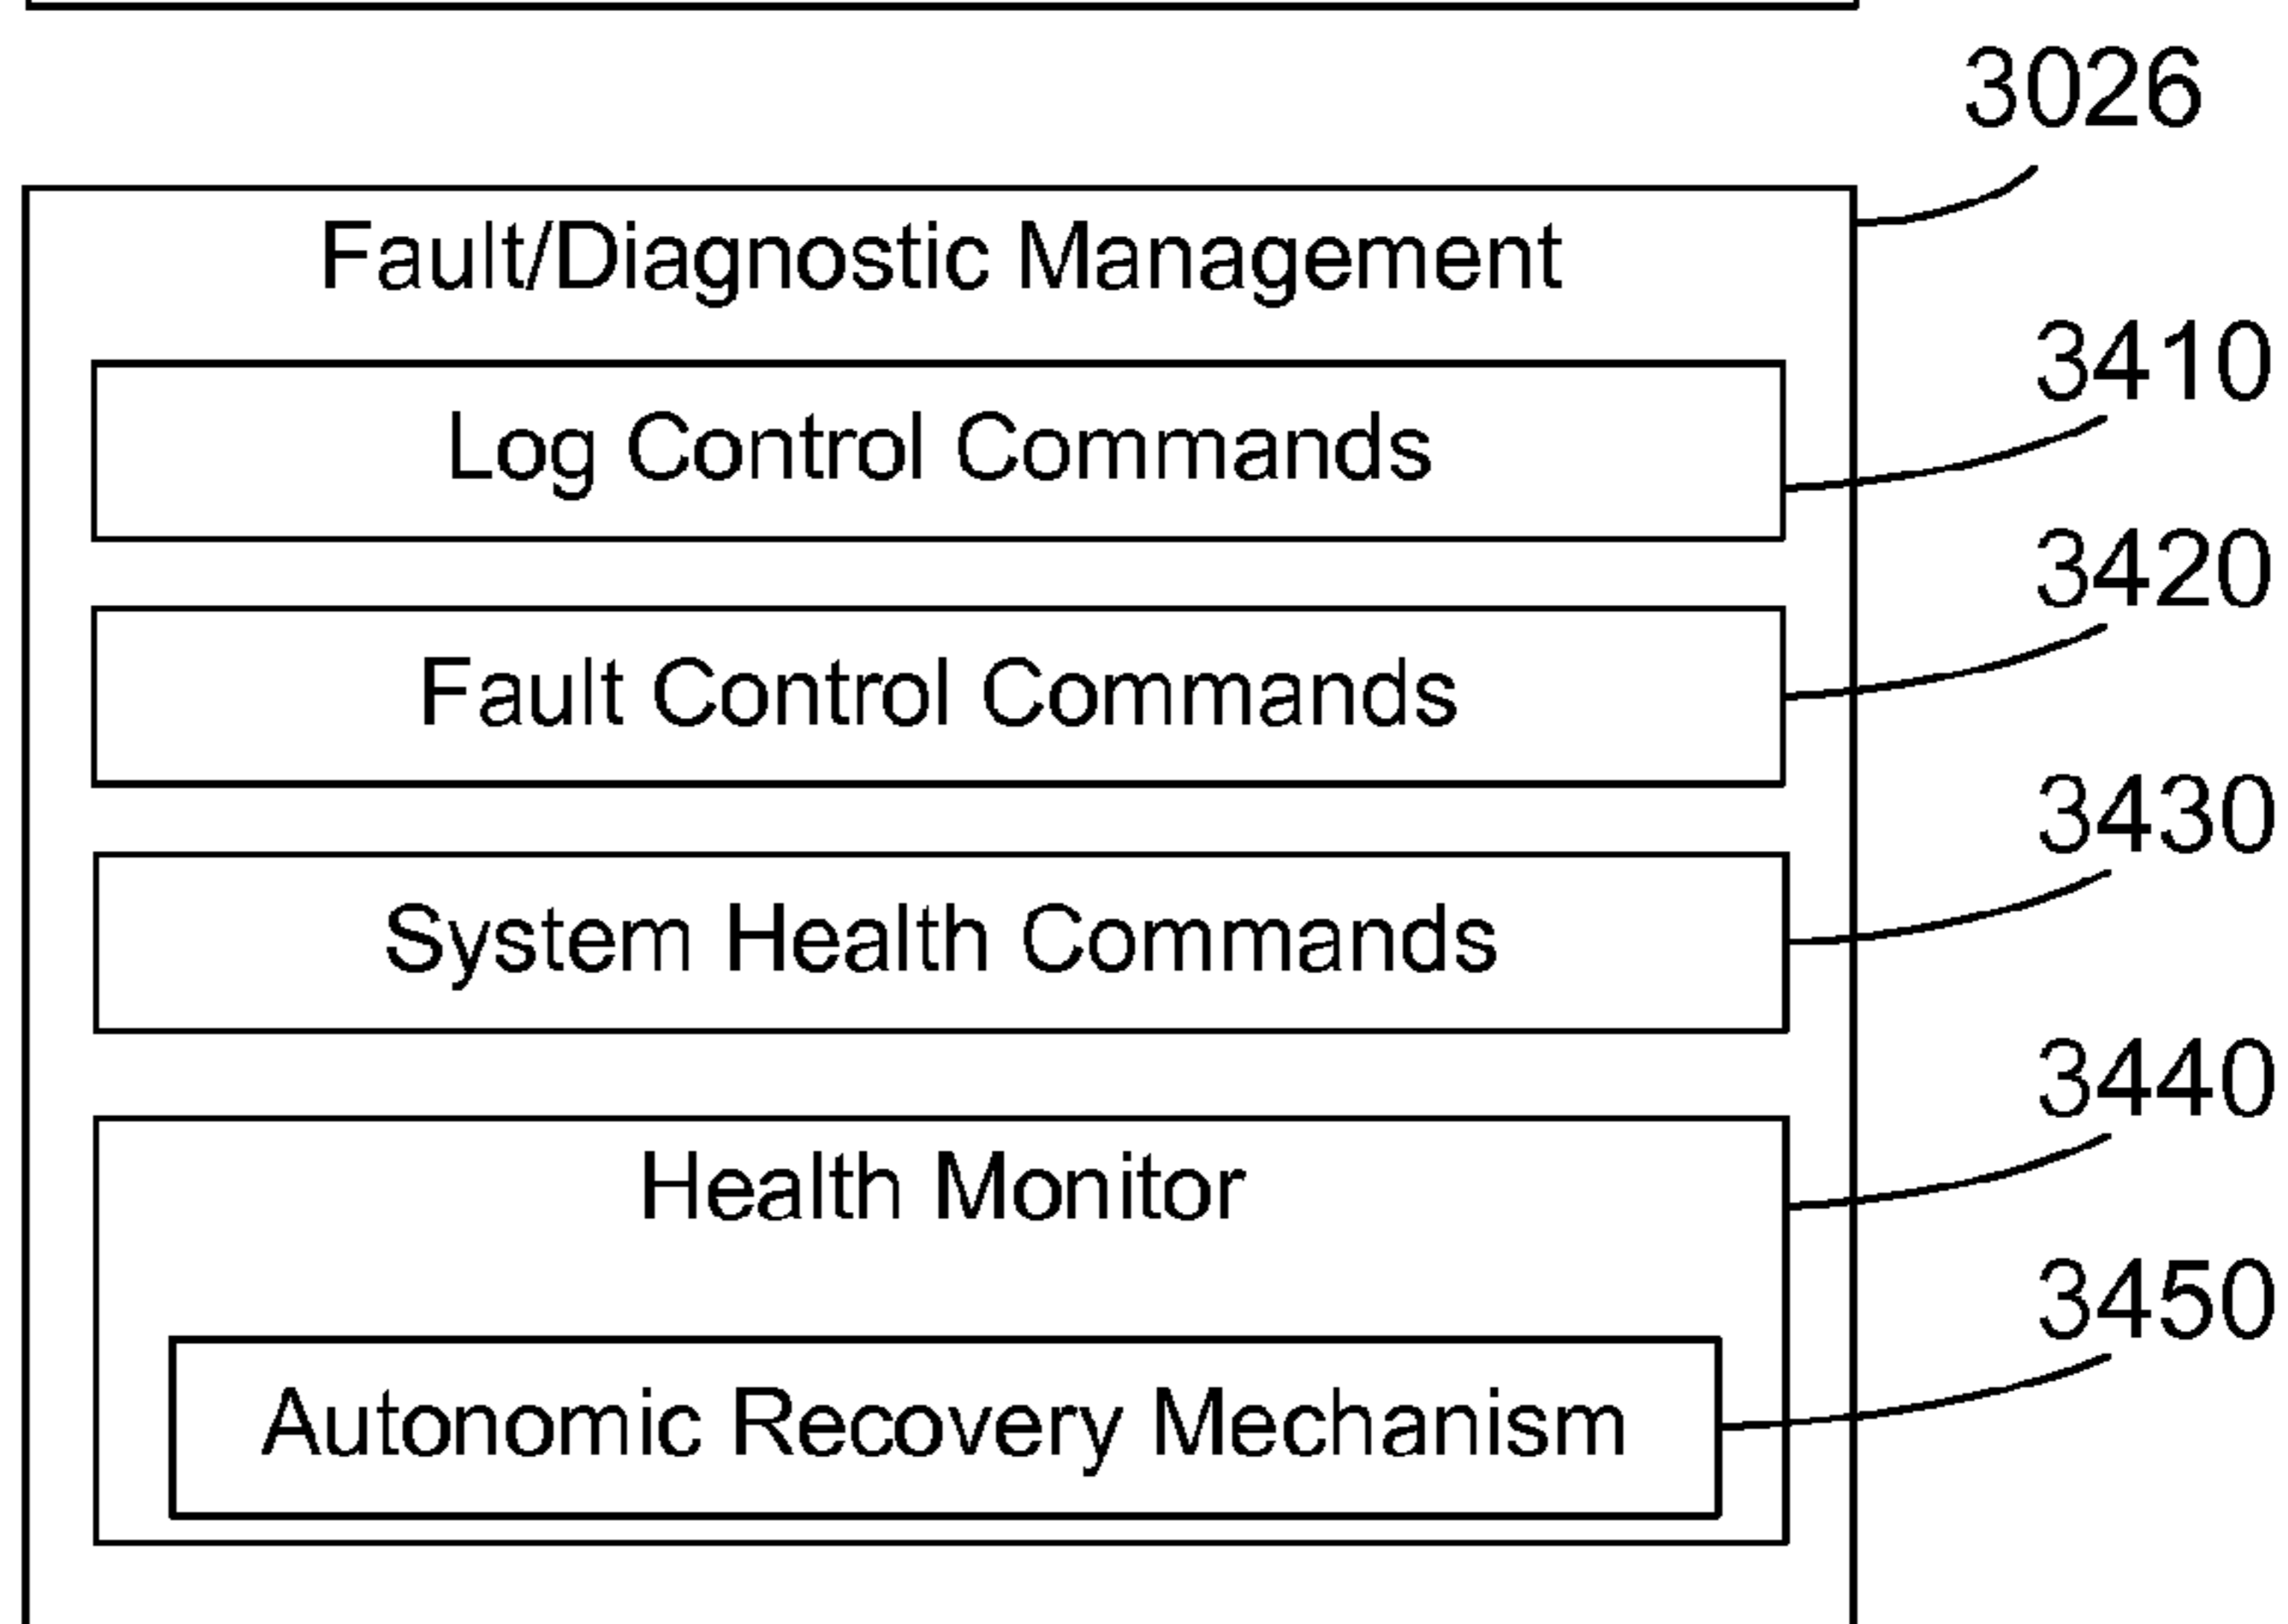 3026
Fault/Diagnostic Management
3410
Log Control Commands
3420
Fault Control Commands
3430
System Health Commands
3440
Health Monitor
3450
Autonomic Recovery Mechanism